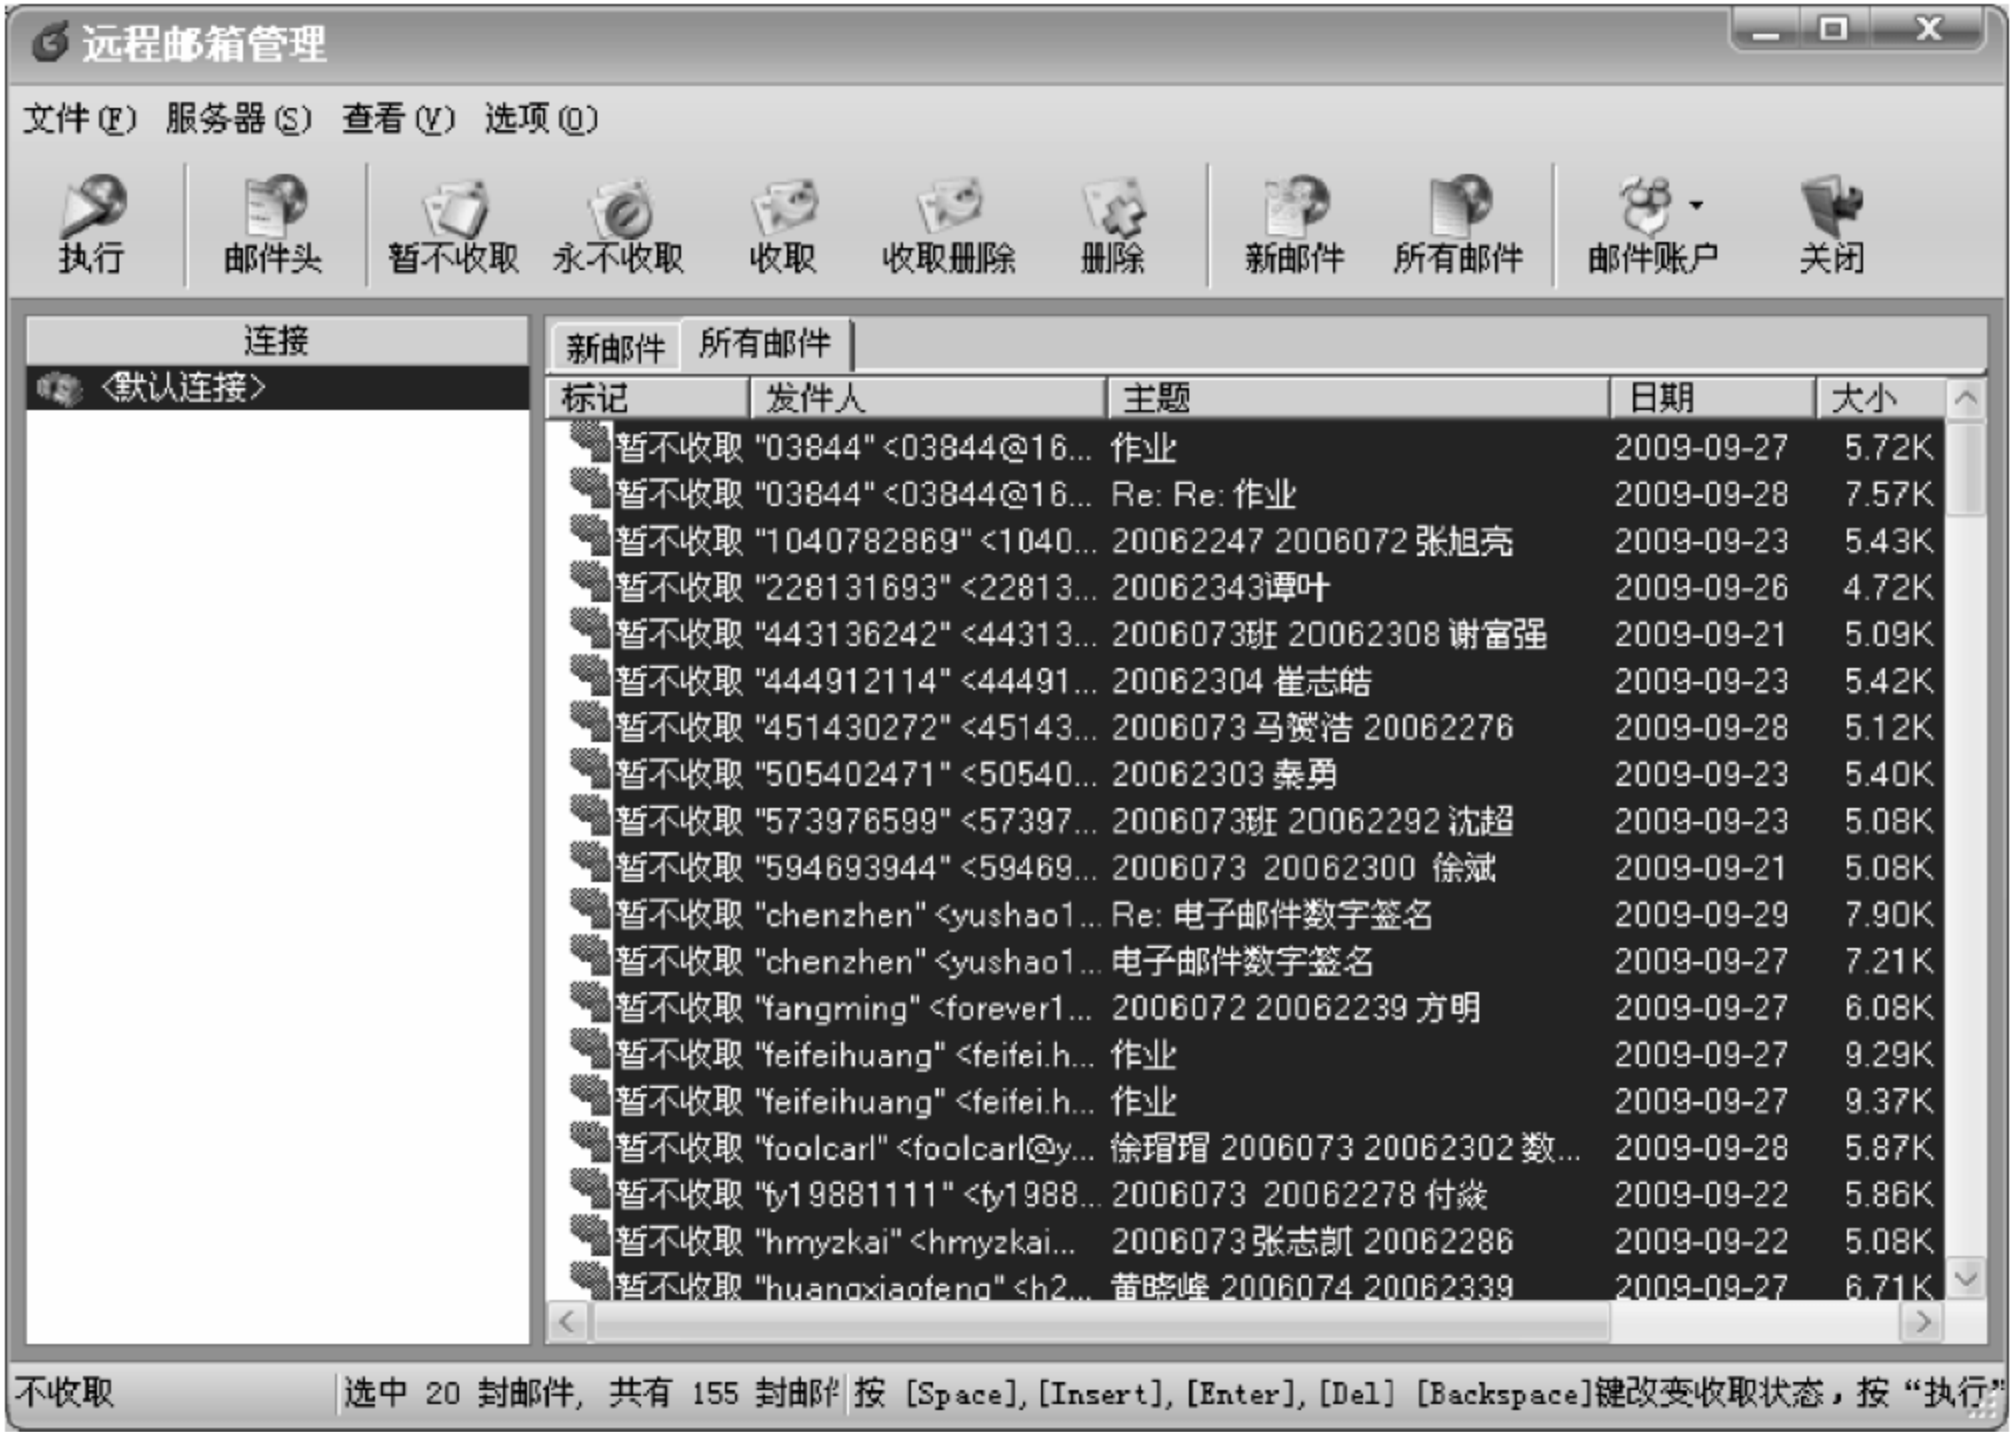 远程邮箱管理
文件(F) 服务器(S) 查看(V) 选项(O)
执行 邮件头 暂不收取 永不收取 收取 收取删除 删除 新邮件 所有邮件 邮件账户 关闭
连接
<默认连接>
新邮件 所有邮件
标记 发件人 主题 日期 大小
暂不收取 "03844" <03844@16... 作业 2009-09-27 5.72K
暂不收取 "03844" <03844@16... Re: Re: 作业 2009-09-28 7.57K
暂不收取 "1040782869" <1040... 20062247 2006072 张旭亮 2009-09-23 5.43K
暂不收取 "228131693" <22813... 20062343谭叶 2009-09-26 4.72K
暂不收取 "443136242" <44313... 2006073班 20062308 谢富强 2009-09-21 5.09K
暂不收取 "444912114" <44491... 20062304 崔志皓 2009-09-23 5.42K
暂不收取 "451430272" <45143... 2006073 马赟浩 20062276 2009-09-28 5.12K
暂不收取 "505402471" <50540... 20062303 秦勇 2009-09-23 5.40K
暂不收取 "573976599" <57397... 2006073班 20062292 沈超 2009-09-23 5.08K
暂不收取 "594693944" <59469... 2006073 20062300 徐斌 2009-09-21 5.08K
暂不收取 "chenzhen" <yushao1... Re: 电子邮件数字签名 2009-09-29 7.90K
暂不收取 "chenzhen" <yushao1... 电子邮件数字签名 2009-09-27 7.21K
暂不收取 "fangming" <forever1... 2006072 20062239 方明 2009-09-27 6.08K
暂不收取 "feifeihuang" <feifei.h... 作业 2009-09-27 9.29K
暂不收取 "feifeihuang" <feifei.h... 作业 2009-09-27 9.37K
暂不收取 "foolcarl" <foolcarl@y... 徐瑁瑁 2006073 20062302 数... 2009-09-28 5.87K
暂不收取 "fy19881111" <fy1988... 2006073 20062278 付焱 2009-09-22 5.86K
暂不收取 "hmyzkai" <hmyzkai... 2006073 张志凯 20062286 2009-09-22 5.08K
暂不收取 "huangxiaofeng" <h2... 黄晓峰 2006074 20062339 2009-09-27 6.71K
不收取 选中 20 封邮件, 共有 155 封邮件 按 [Space],[Insert],[Enter],[Del] [Backspace]键改变收取状态，按“执行”